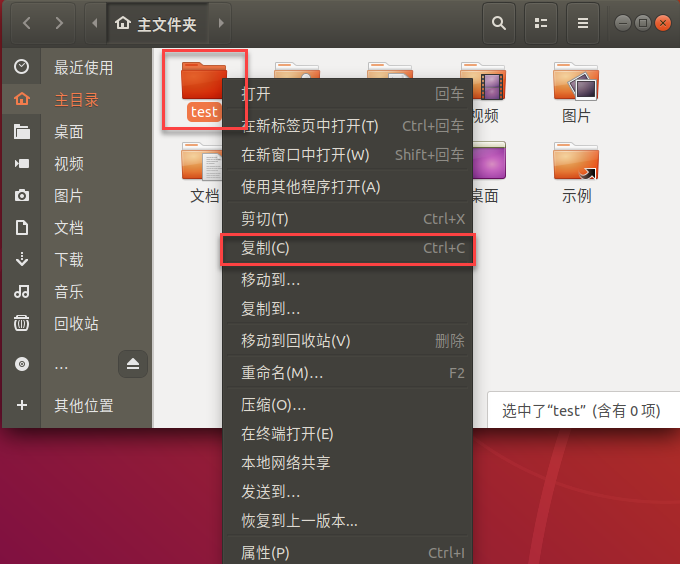 主文件夹
最近使用
主目录
桌面
视频
图片
文档
下载
音乐
回收站
...
其他位置
test
视频
图片
文档
桌面
示例
打开 回车
在新标签页中打开(T) Ctrl+回车
在新窗口中打开(W) Shift+回车
使用其他程序打开(A)
剪切(T) Ctrl+X
复制(C) Ctrl+C
移动到...
复制到...
移动到回收站(V) 删除
重命名(M)... F2
压缩(O)...
在终端打开(E)
本地网络共享
发送到...
恢复到上一版本...
属性(P) Ctrl+I
选中了“test” (含有 0 项)